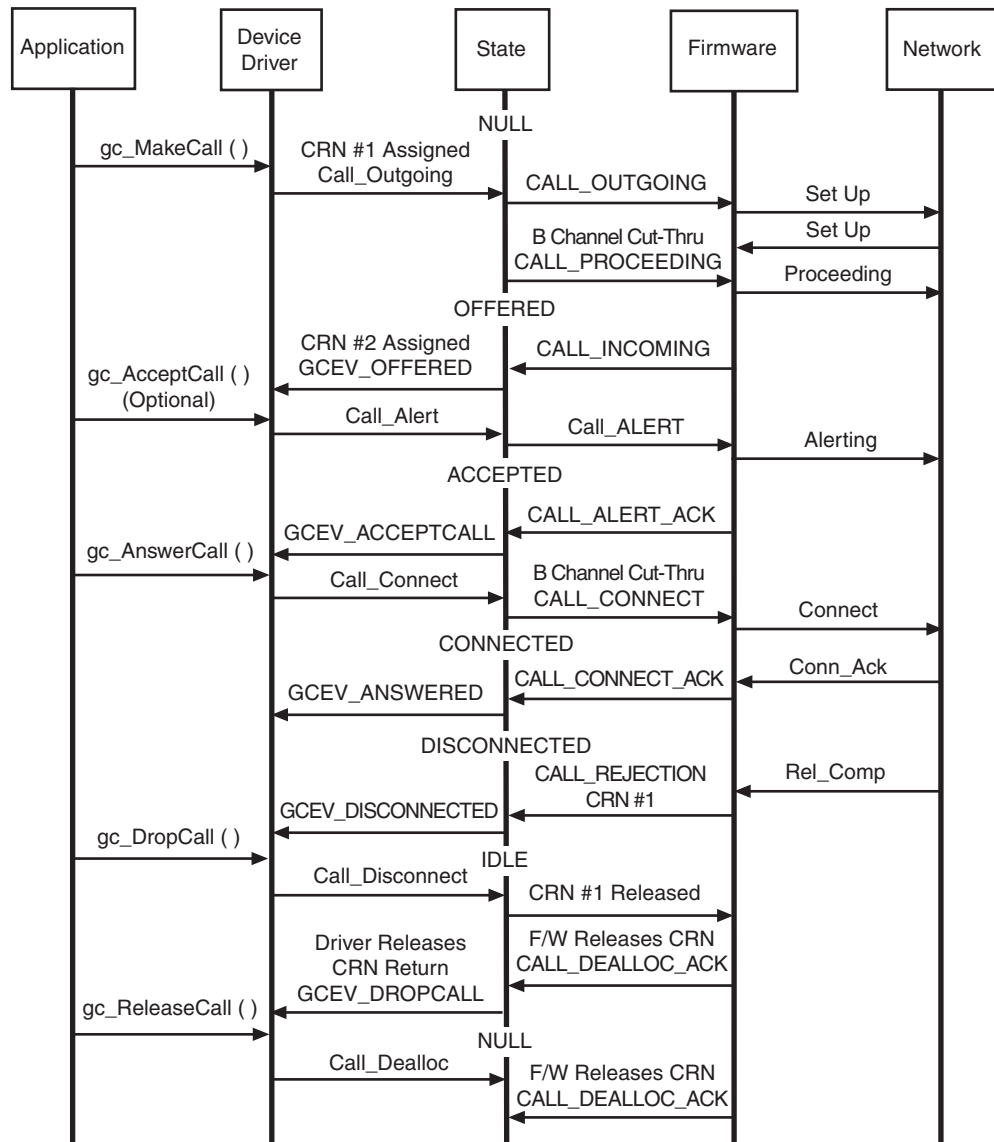 Application
Device
Driver
State
Firmware
Network
NULL
gc_MakeCall ( )
CRN #1 Assigned
Call_Outgoing
CALL_OUTGOING
Set Up
Set Up
B Channel Cut-Thru
CALL_PROCEEDING
Proceeding
OFFERED
CRN #2 Assigned
GCEV_OFFERED
CALL_INCOMING
gc_AcceptCall ( )
(Optional)
Call_Alert
Call_ALERT
Alerting
ACCEPTED
CALL_ALERT_ACK
GCEV_ACCEPTCALL
gc_AnswerCall ( )
Call_Connect
B Channel Cut-Thru
CALL_CONNECT
Connect
CONNECTED
Conn_Ack
CALL_CONNECT_ACK
GCEV_ANSWERED
DISCONNECTED
Rel_Comp
CALL_REJECTION
CRN #1
GCEV_DISCONNECTED
gc_DropCall ( )
IDLE
Call_Disconnect
CRN #1 Released
F/W Releases CRN
CALL_DEALLOC_ACK
Driver Releases
CRN Return
GCEV_DROPCALL
gc_ReleaseCall ( )
NULL
Call_Dealloc
F/W Releases CRN
CALL_DEALLOC_ACK